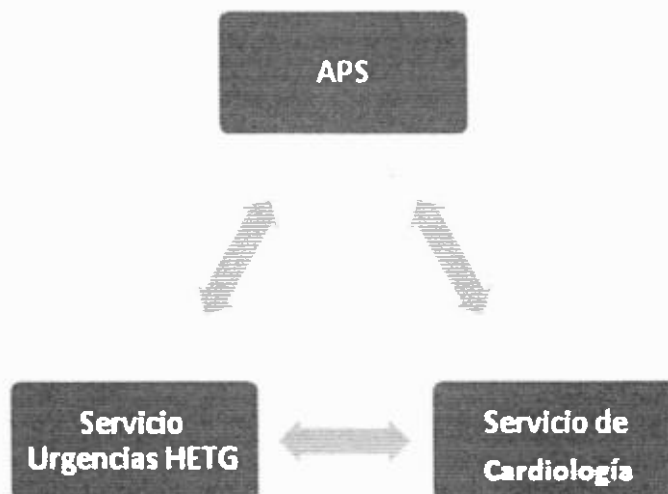 APS
Servicio
Urgencias HETG
Servicio de
Cardiología